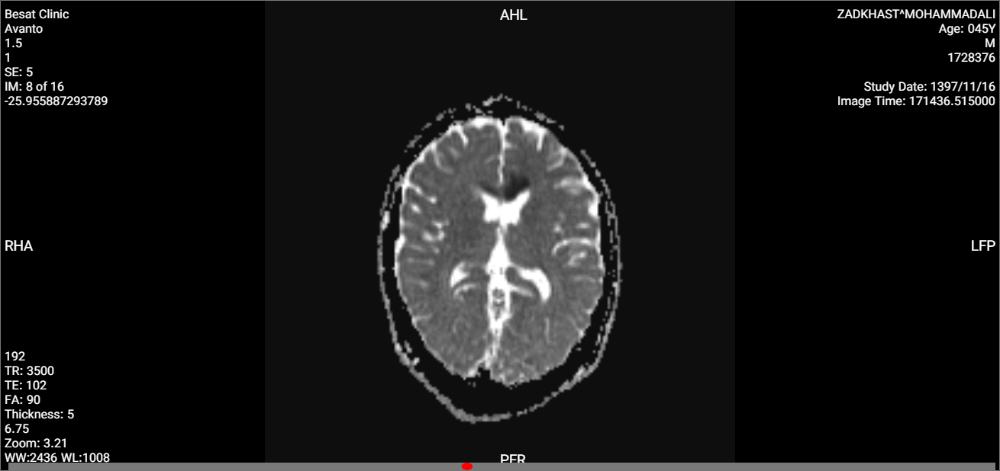 Besat Clinic
Avanto
1.5
1
SE: 5
IM: 8 of 16
-25.955887293789
AHL
ZADKHAST^MOHAMMADALI
Age: 045Y
M
1728376
Study Date: 1397/11/16
Image Time: 171436.515000
RHA
LFP
192
TR: 3500
TE: 102
FA: 90
Thickness: 5
6.75
Zoom: 3.21
WW:2436 WL:1008
PFR